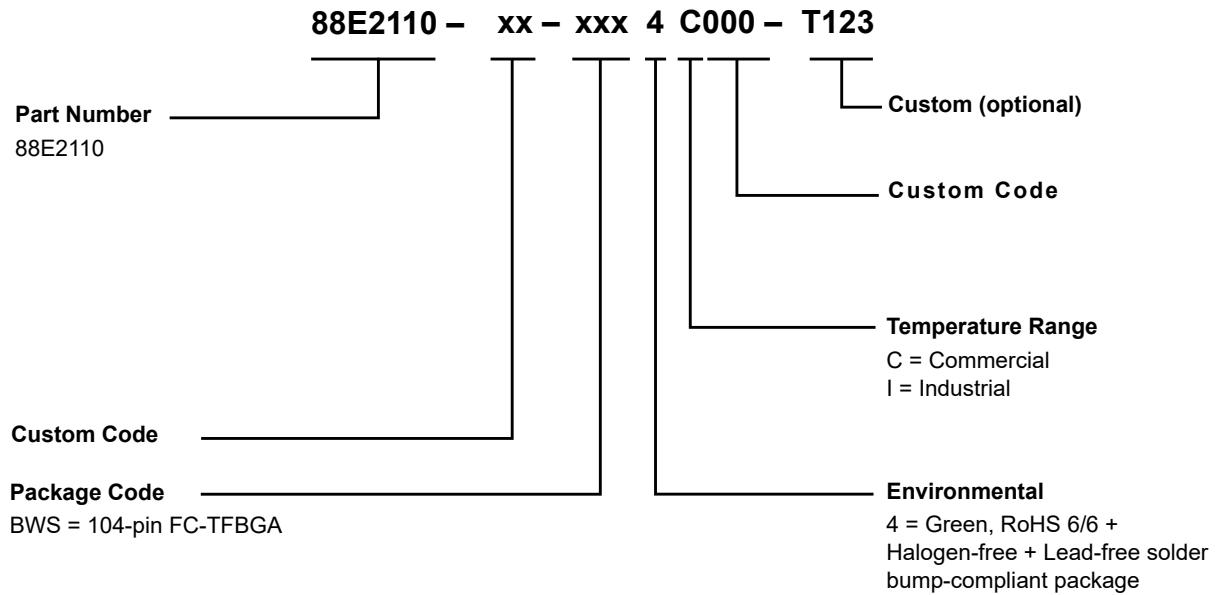 88E2110 – xx – xxx 4 C000 – T123
Part Number
88E2110
Custom (optional)
Custom Code
Temperature Range
C = Commercial
I = Industrial
Custom Code
Package Code
BWS = 104-pin FC-TFBGA
Environmental
4 = Green, RoHS 6/6 +
Halogen-free + Lead-free solder
bump-compliant package